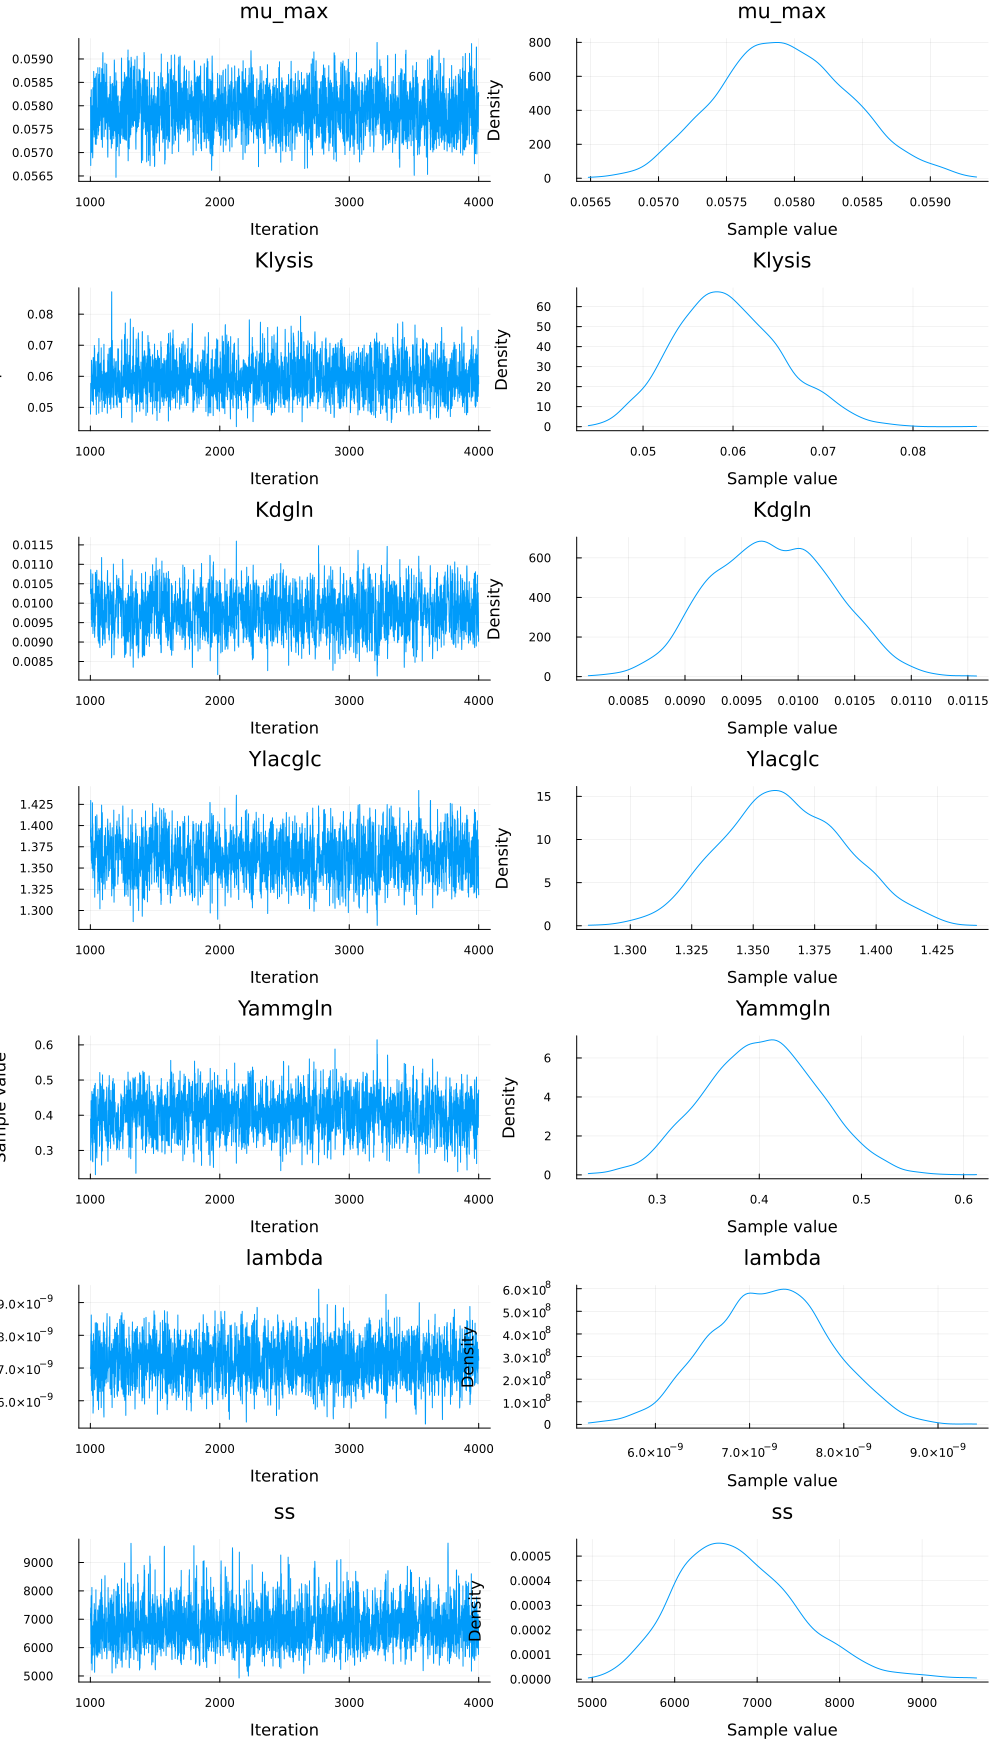 mu_max mu_max
0.0590
0.0585
0.0580
0.0575
0.0570
0.0565
1000 2000 3000 4000
Iteration
Density
800
600
400
200
0
0.0565 0.0570 0.0575 0.0580 0.0585 0.0590
Sample value
Klysis Klysis
0.08
0.07
0.06
0.05
1000 2000 3000 4000
Iteration
Density
60
50
40
30
20
10
0
0.05 0.06 0.07 0.08
Sample value
Kdgln Kdgln
0.0115
0.0110
0.0105
0.0100
0.0095
0.0090
0.0085
1000 2000 3000 4000
Iteration
Density
600
400
200
0
0.0085 0.0090 0.0095 0.0100 0.0105 0.0110 0.0115
Sample value
Ylacglc Ylacglc
1.425
1.400
1.375
1.350
1.325
1.300
1000 2000 3000 4000
Iteration
Density
15
10
5
0
1.300 1.325 1.350 1.375 1.400 1.425
Sample value
Yammgln Yammgln
Sample value
0.6
0.5
0.4
0.3
1000 2000 3000 4000
Iteration
Density
6
4
2
0
0.3 0.4 0.5 0.6
Sample value
lambda lambda
9.0×10⁻⁹
8.0×10⁻⁹
7.0×10⁻⁹
6.0×10⁻⁹
1000 2000 3000 4000
Iteration
Density
6.0×10⁸
5.0×10⁸
4.0×10⁸
3.0×10⁸
2.0×10⁸
1.0×10⁸
0
6.0×10⁻⁹ 7.0×10⁻⁹ 8.0×10⁻⁹ 9.0×10⁻⁹
Sample value
ss ss
9000
8000
7000
6000
5000
1000 2000 3000 4000
Iteration
Density
0.0005
0.0004
0.0003
0.0002
0.0001
0.0000
5000 6000 7000 8000 9000
Sample value